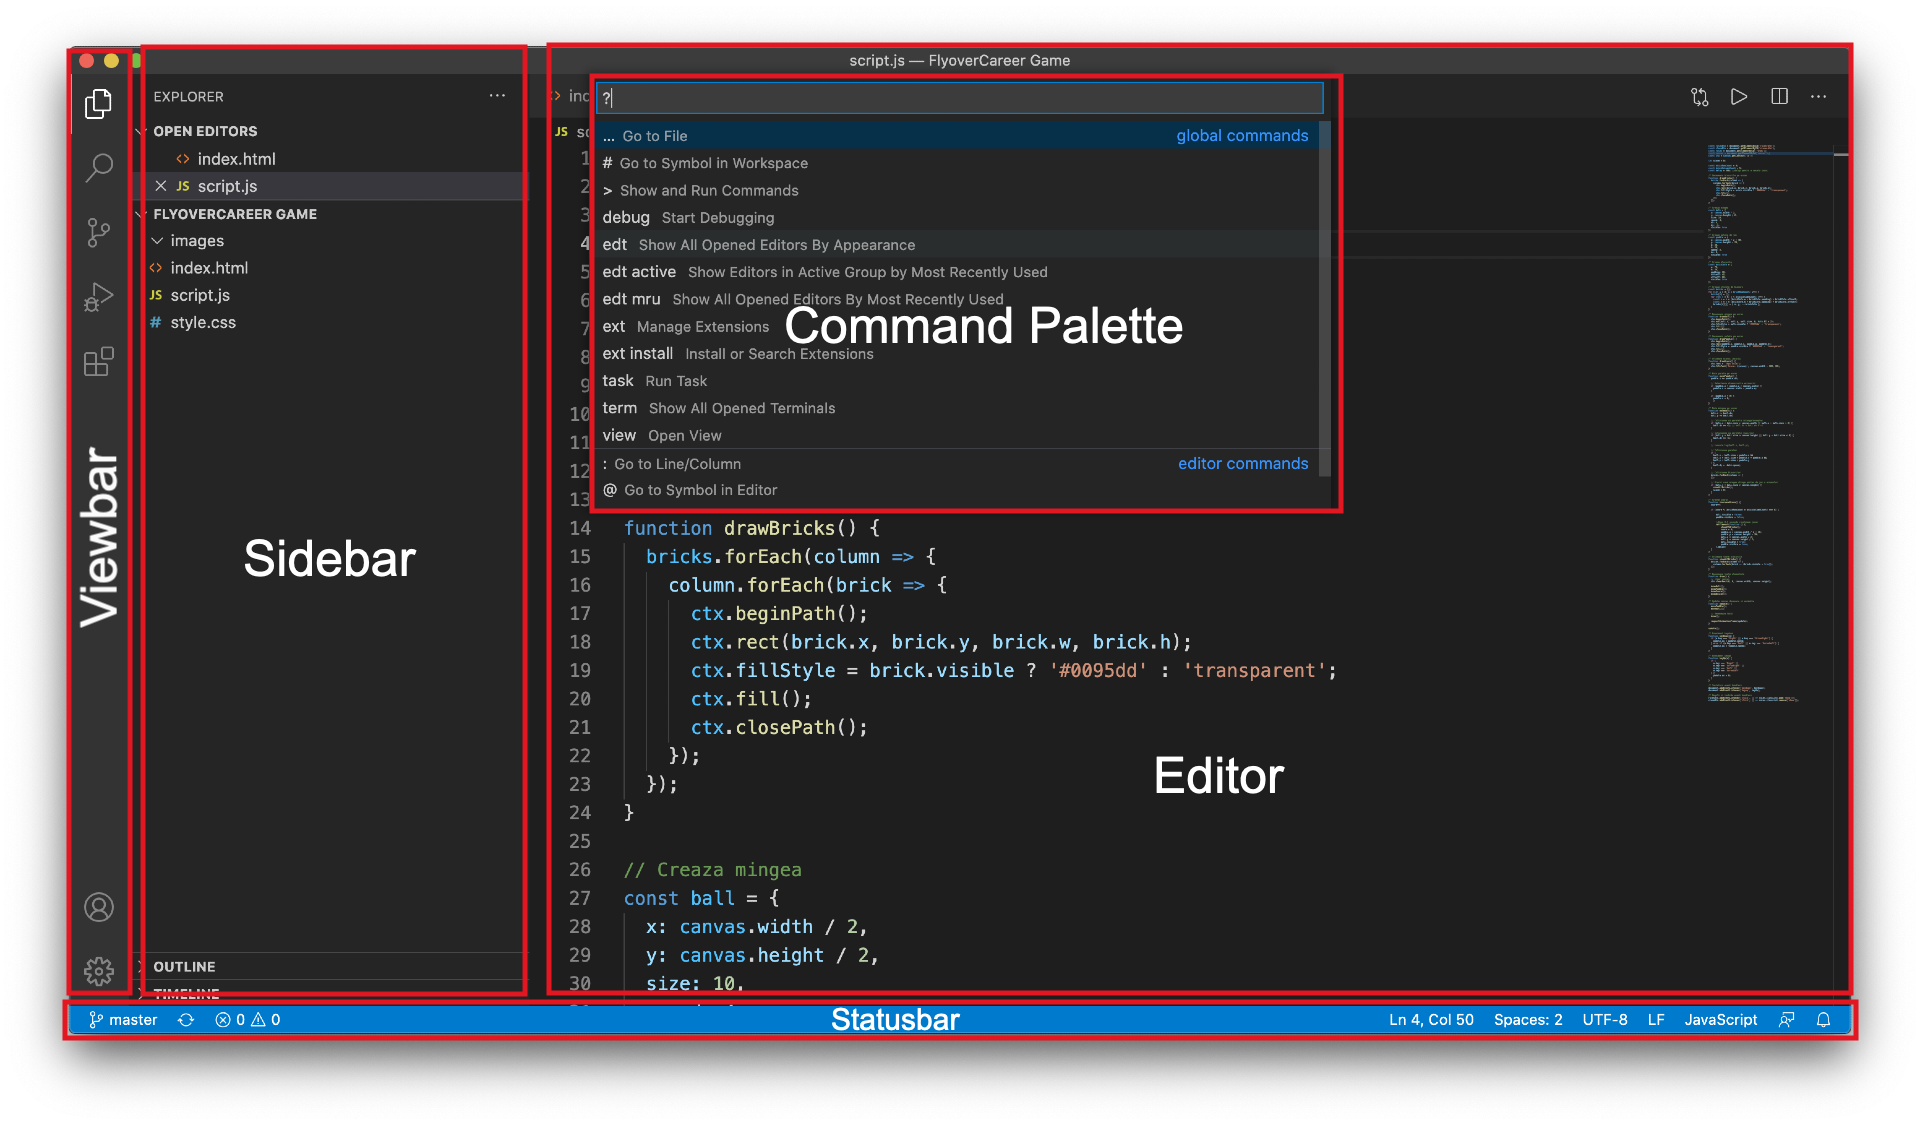 script.js — FlyoverCareer Game
EXPLORER
OPEN EDITORS
index.html
JS script.js
FLYOVERCAREER GAME
images
index.html
JS script.js
# style.css
OUTLINE
TIMELINE
Viewbar
Sidebar
?
... Go to File global commands
# Go to Symbol in Workspace
> Show and Run Commands
debug Start Debugging
edt Show All Opened Editors By Appearance
edt active Show Editors in Active Group by Most Recently Used
edt mru Show All Opened Editors By Most Recently Used
ext Manage Extensions
ext install Install or Search Extensions
task Run Task
term Show All Opened Terminals
view Open View
: Go to Line/Column editor commands
@ Go to Symbol in Editor
Command Palette
<> ind
JS sc
1
2
3
4
5
6
7
8
9
10
11
12
13
14 function drawBricks() {
15 bricks.forEach(column => {
16 column.forEach(brick => {
17 ctx.beginPath();
18 ctx.rect(brick.x, brick.y, brick.w, brick.h);
19 ctx.fillStyle = brick.visible ? '#0095dd' : 'transparent';
20 ctx.fill();
21 ctx.closePath();
22 });
23 });
24 }
25
26 // Creaza mingea
27 const ball = {
28 x: canvas.width / 2,
29 y: canvas.height / 2,
30 size: 10,
Editor
master 0 0
Statusbar
Ln 4, Col 50 Spaces: 2 UTF-8 LF JavaScript